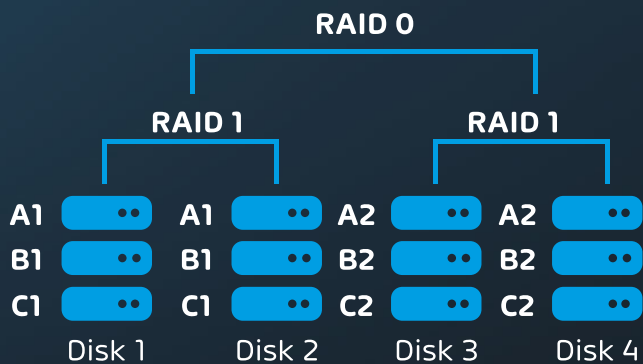 RAID 0
RAID 1 RAID 1
A1 A1 A2 A2
B1 B1 B2 B2
C1 C1 C2 C2
Disk 1 Disk 2 Disk 3 Disk 4